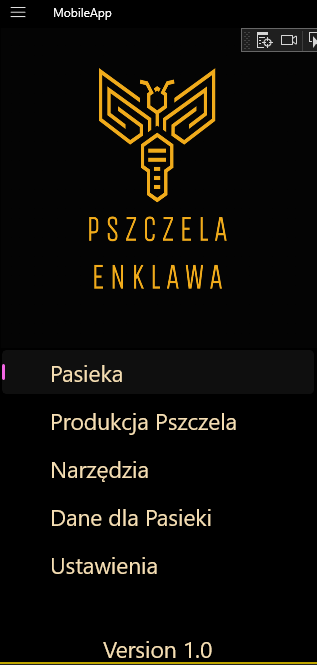 MobileApp
PSZCZELA
ENKLAWA
Pasieka
Produkcja Pszczela
Narzędzia
Dane dla Pasieki
Ustawienia
Version 1.0